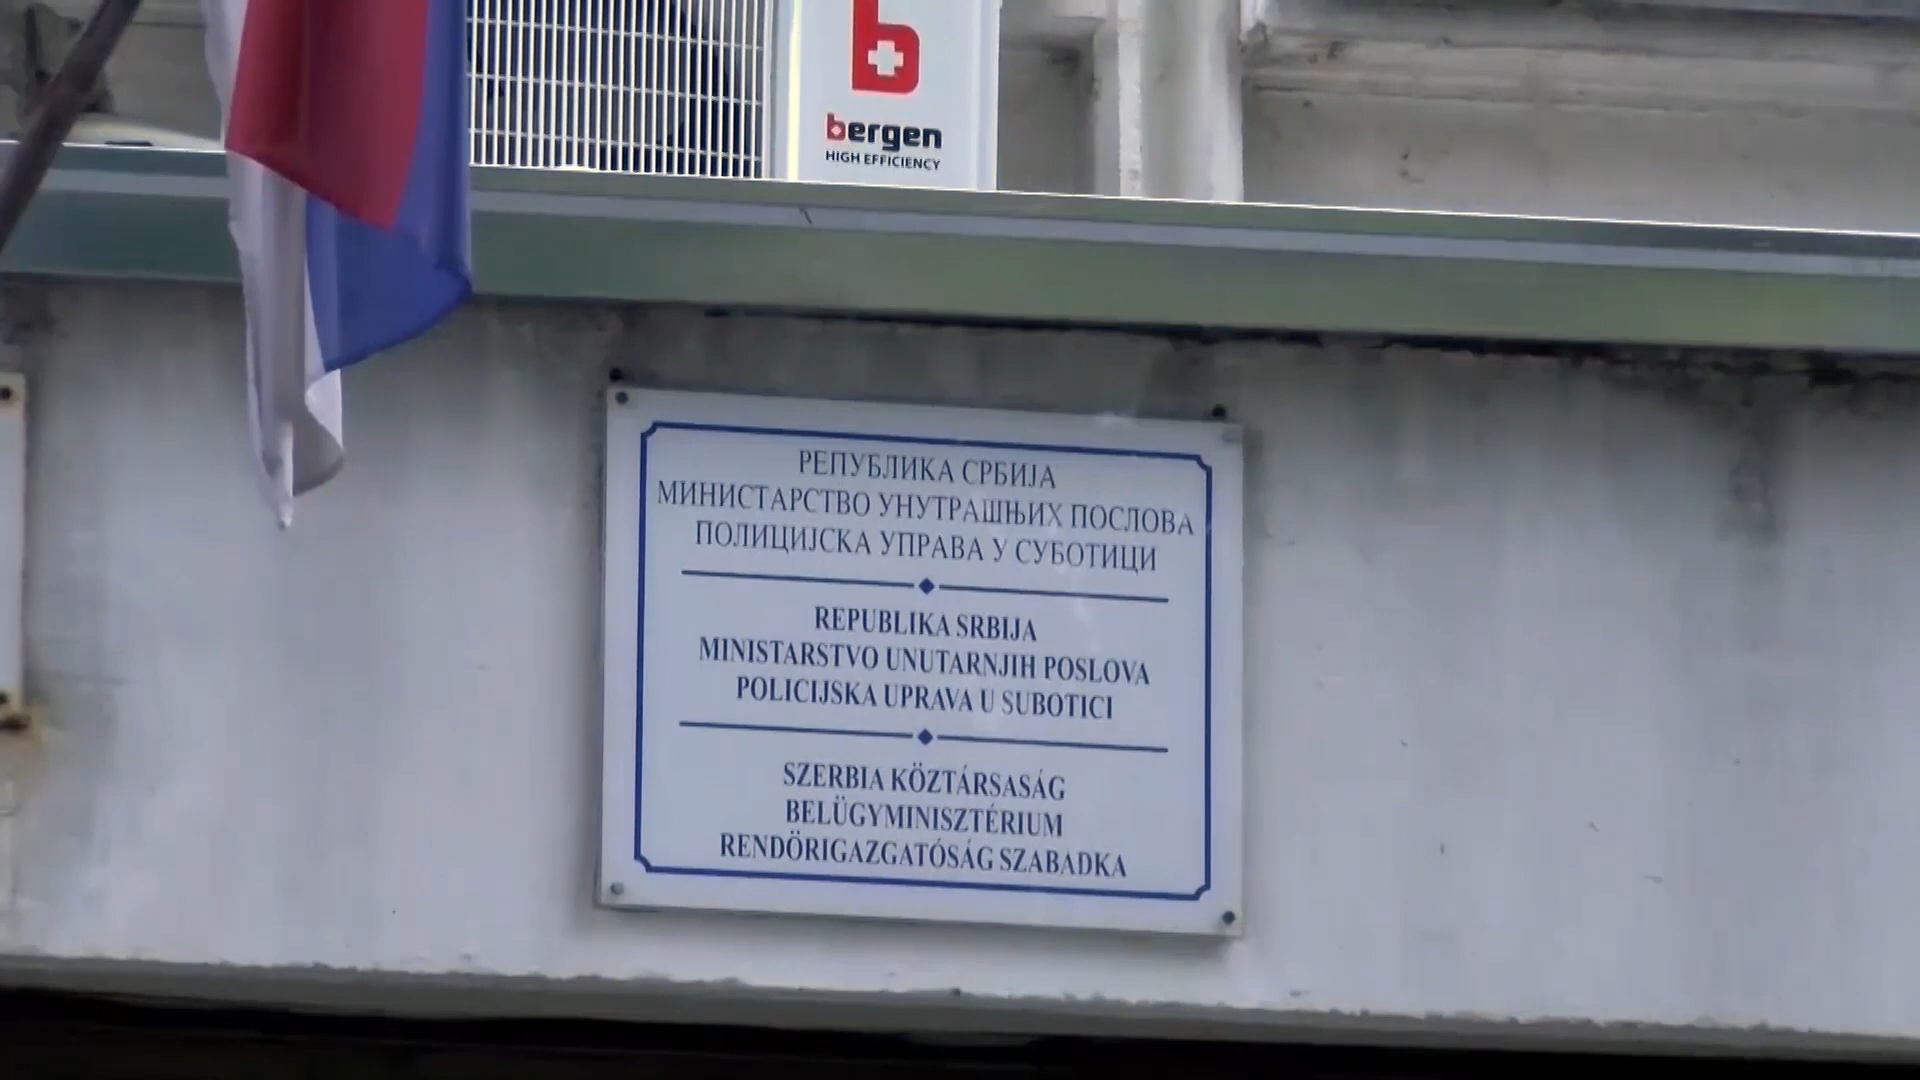 b
bergen
HIGH EFFICIENCY
РЕПУБЛИКА СРБИЈА
МИНИСТАРСТВО УНУТРАШЊИХ ПОСЛОВА
ПОЛИЦИЈСКА УПРАВА У СУБОТИЦИ
REPUBLIKA SRBIJA
MINISTARSTVO UNUTARNJIH POSLOVA
POLICIJSKA UPRAVA U SUBOTICI
SZERBIA KÖZTÁRSASÁG
BELÜGYMINISZTÉRIUM
RENDÖRIGAZGATÓSÁG SZABADKA